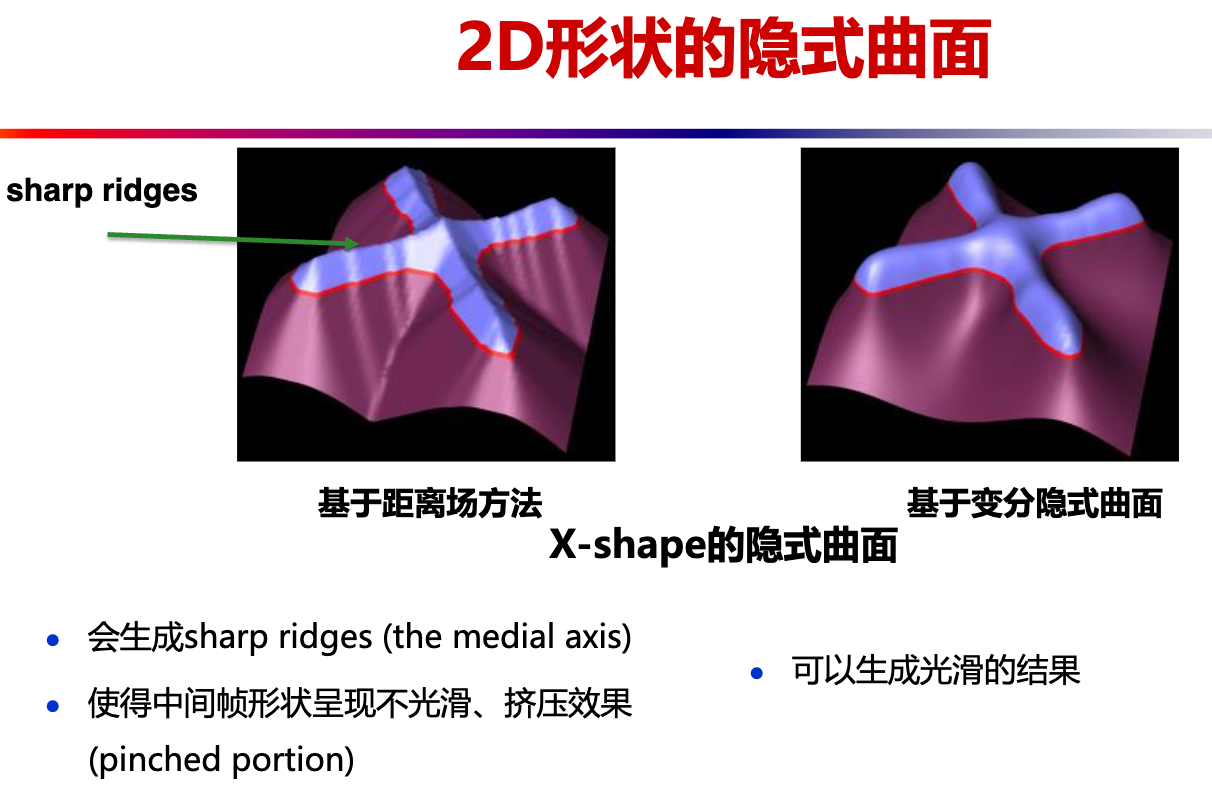 2D形状的隐式曲面
sharp ridges
基于距离场方法
基于变分隐式曲面
X-shape的隐式曲面
会生成sharp ridges (the medial axis)
使得中间帧形状呈现不光滑、挤压效果
(pinched portion)
可以生成光滑的结果